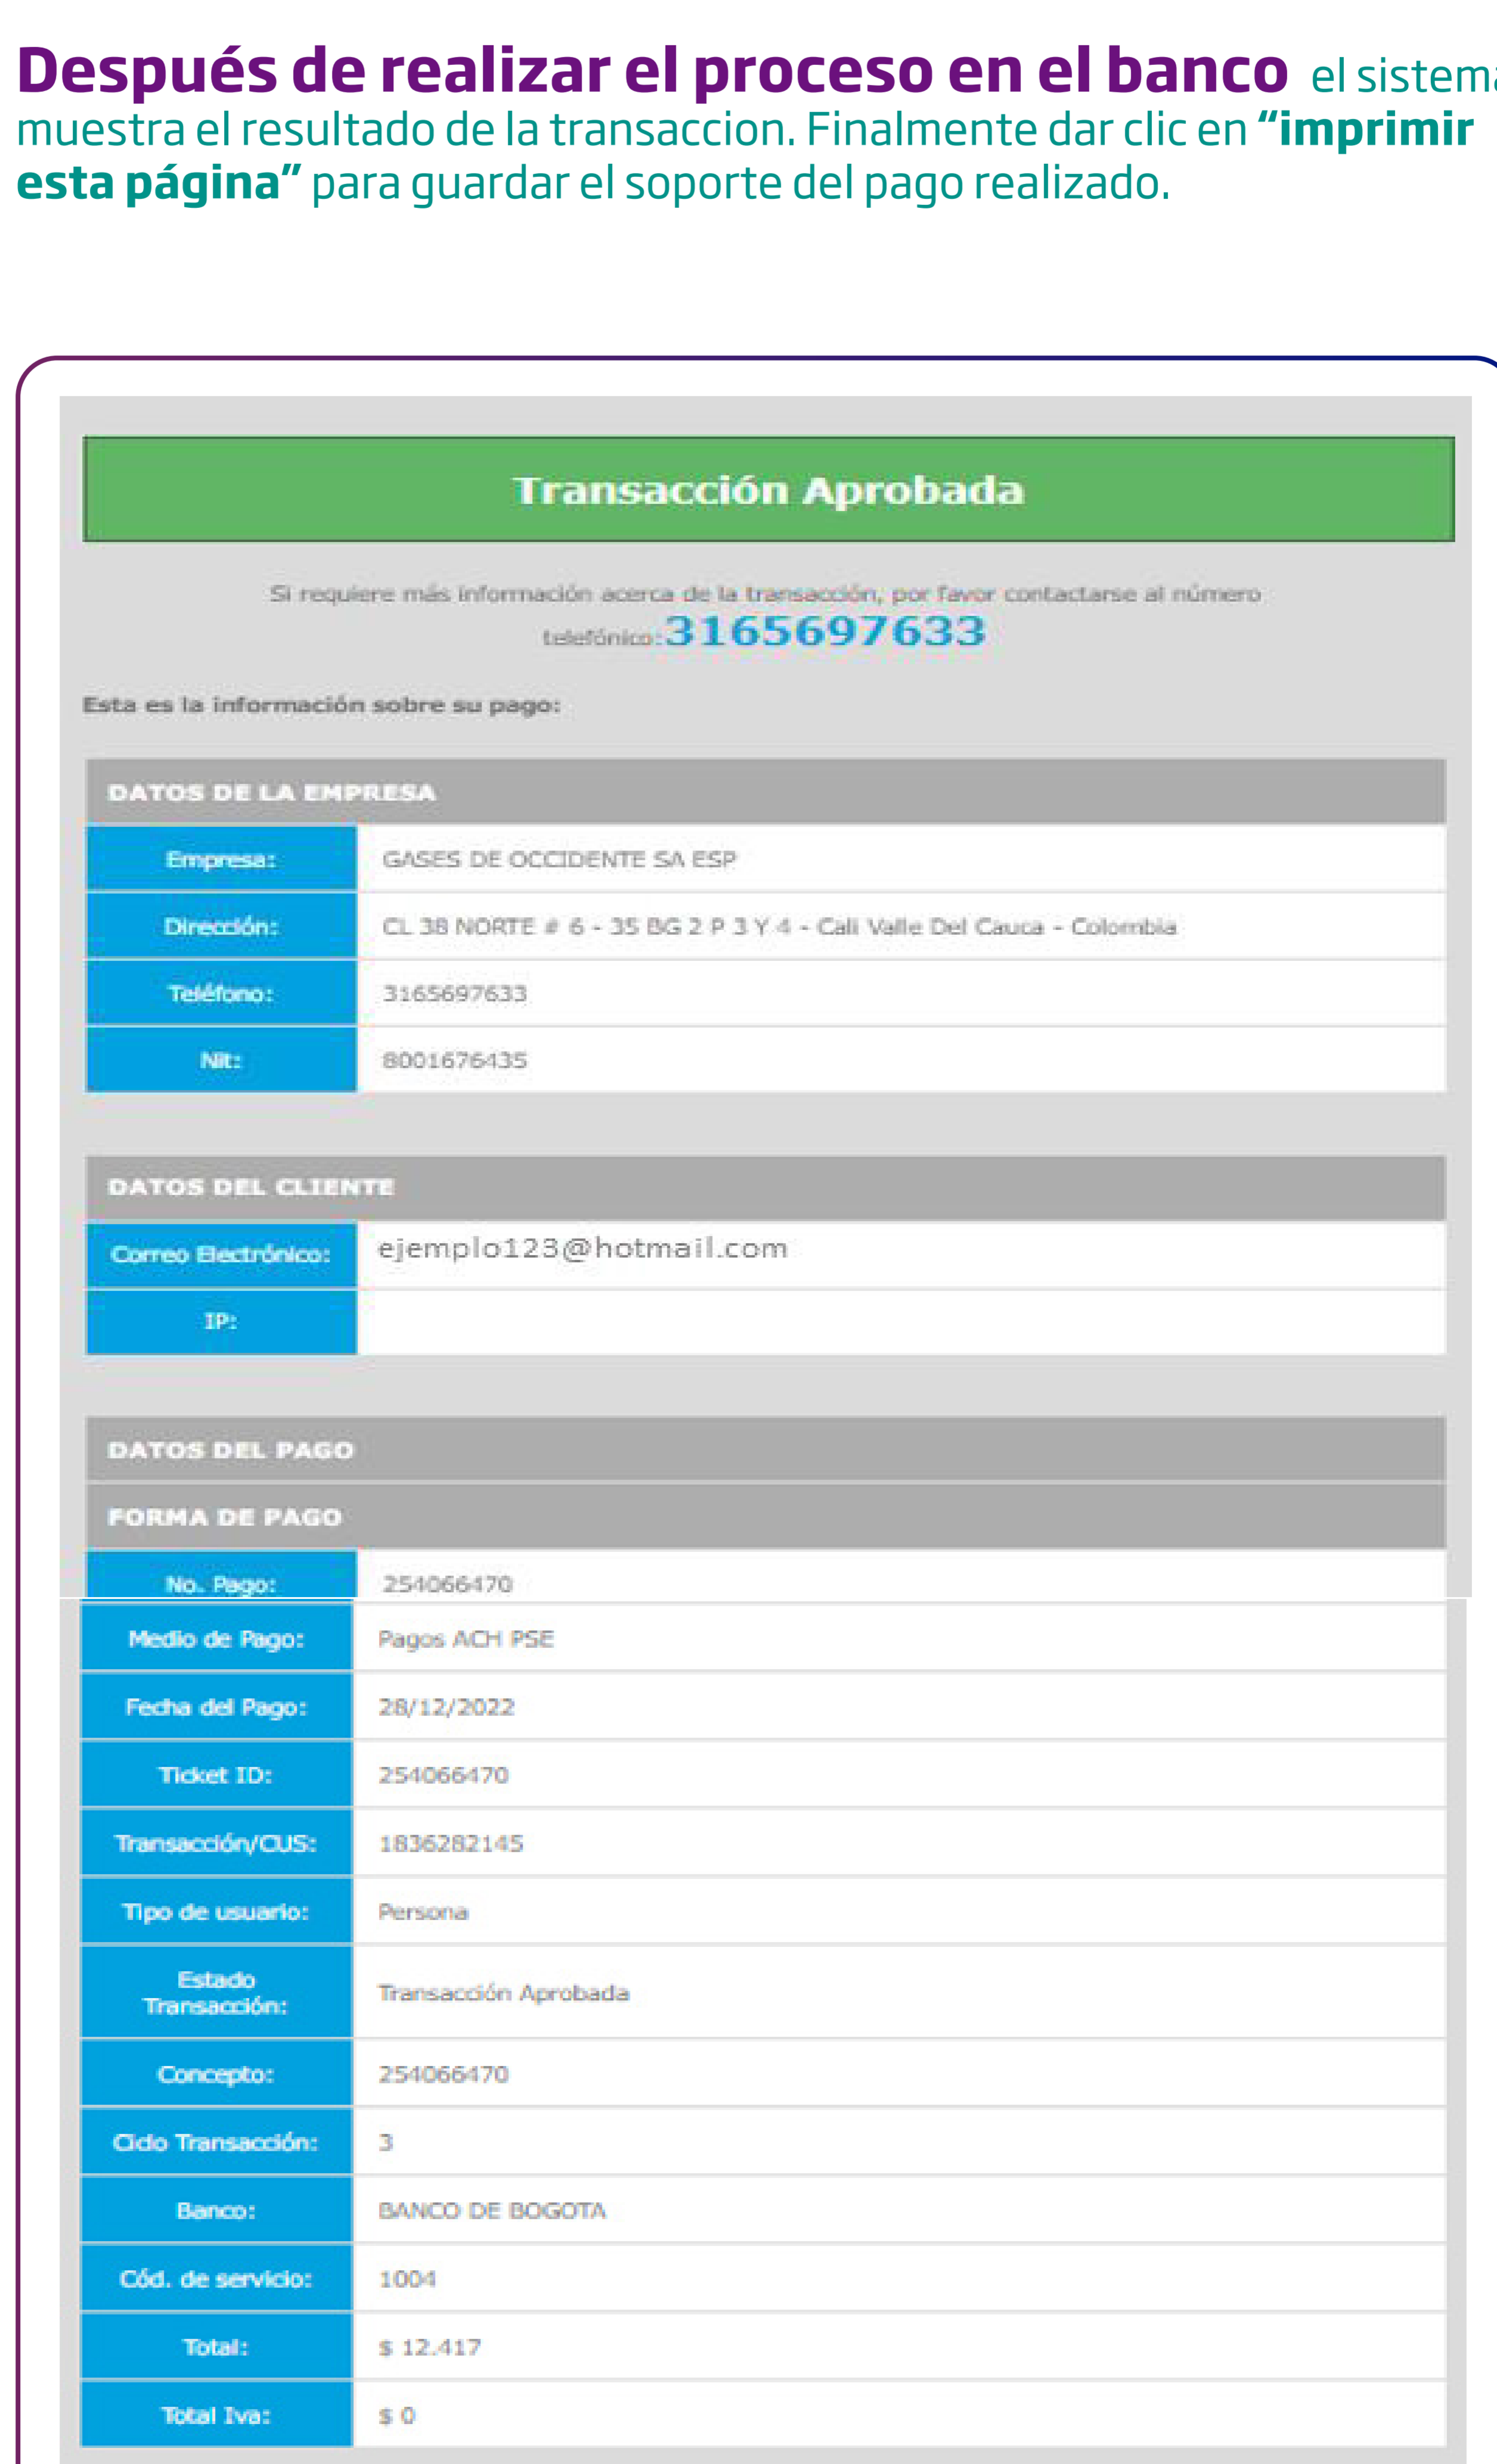 Después de realizar el proceso en el banco el sistema
muestra el resultado de la transaccion. Finalmente dar clic en “imprimir
esta página” para guardar el soporte del pago realizado.
Transacción Aprobada
Si requiere más información acerca de la transacción, por favor contactarse al número
telefónico: 3165697633
Esta es la información sobre su pago:
DATOS DE LA EMPRESA
Empresa: GASES DE OCCIDENTE SA ESP
Dirección: CL 38 NORTE # 6 - 35 BG 2 P 3 Y 4 - Cali Valle Del Cauca - Colombia
Teléfono: 3165697633
Nit: 8001676435
DATOS DEL CLIENTE
Correo Electrónico: ejemplo123@hotmail.com
IP:
DATOS DEL PAGO
FORMA DE PAGO
No. Pago: 254066470
Medio de Pago: Pagos ACH PSE
Fecha del Pago: 28/12/2022
Ticket ID: 254066470
Transacción/CUS: 1836282145
Tipo de usuario: Persona
Estado
Transacción: Transacción Aprobada
Concepto: 254066470
Ciclo Transacción: 3
Banco: BANCO DE BOGOTA
Cód. de servicio: 1004
Total: $ 12.417
Total Iva: $ 0